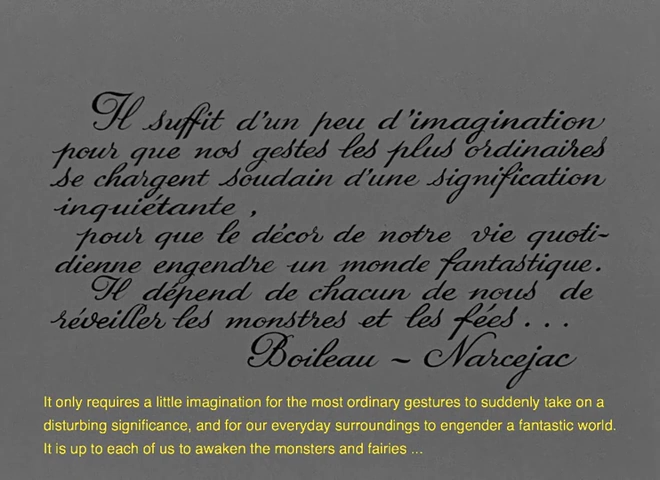 Il suffit d'un peu d'imagination
pour que nos gestes les plus ordinaires
se chargent soudain d'une signification
inquiétante,
pour que le décor de notre vie quoti-
dienne engendre un monde fantastique.
Il dépend de chacun de nous de
réveiller les monstres et les fées...
Boileau - Narcejac
It only requires a little imagination for the most ordinary gestures to suddenly take on a
disturbing significance, and for our everyday surroundings to engender a fantastic world.
It is up to each of us to awaken the monsters and fairies ...